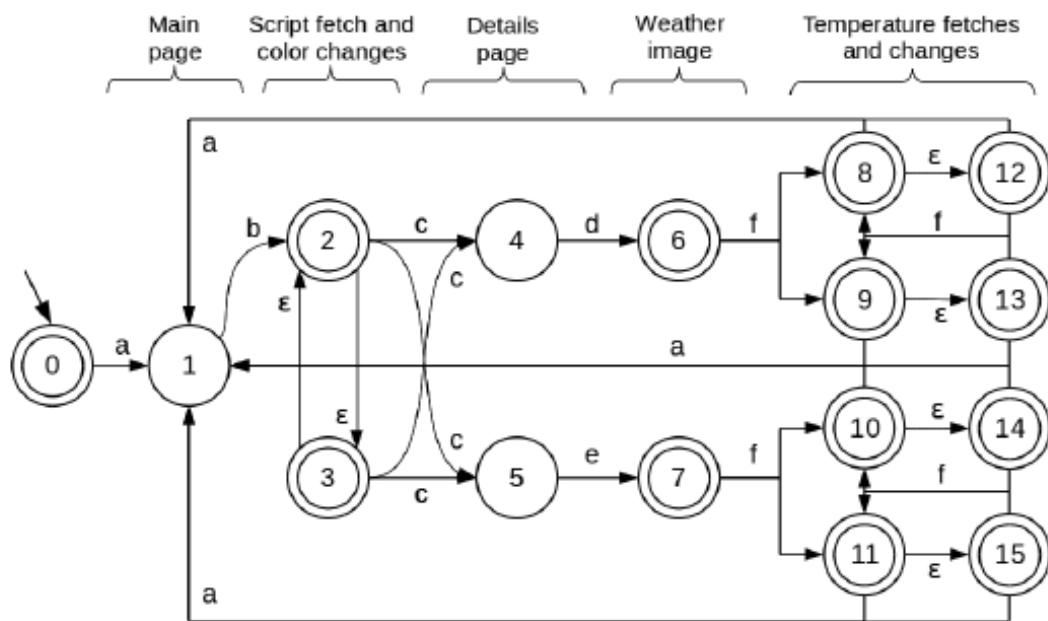 Main page
Script fetch and color changes
Details page
Weather image
Temperature fetches and changes
a
8
ε
12
b
2
c
4
d
6
f
f
c
ε
9
ε
13
0
a
1
a
ε
c
10
ε
14
3
c
5
e
7
f
f
11
ε
15
a